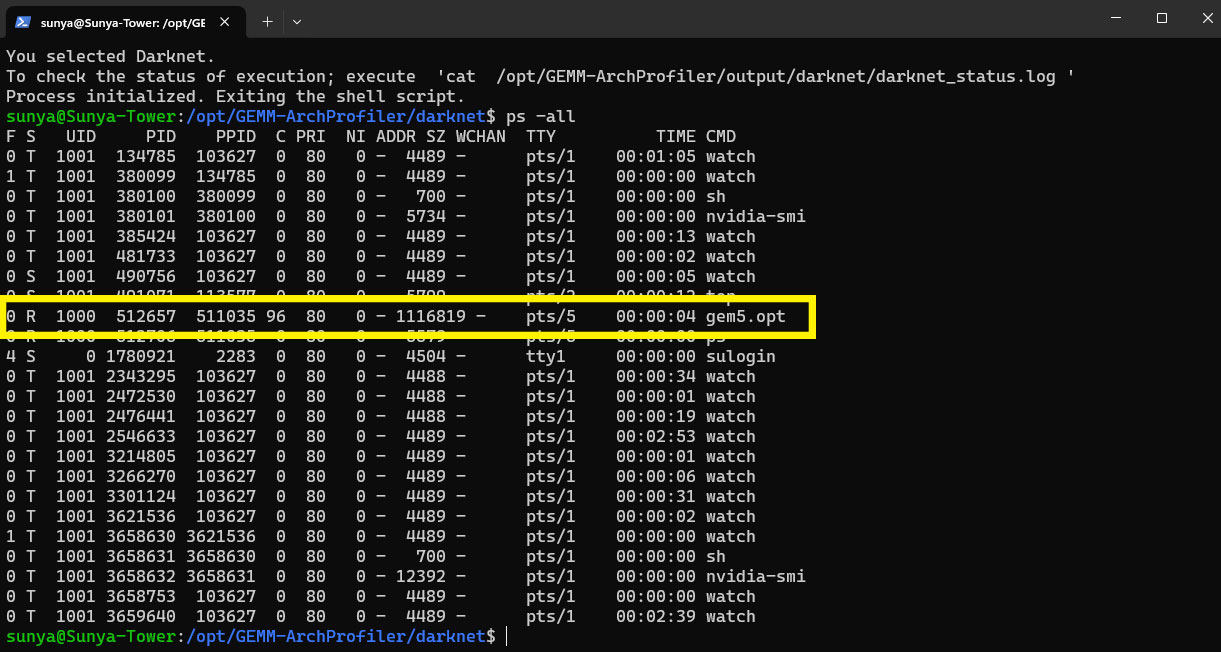 sunya@Sunya-Tower: /opt/GE
You selected Darknet.
To check the status of execution; execute  'cat  /opt/GEMM-ArchProfiler/output/darknet/darknet_status.log '
Process initialized. Exiting the shell script.
sunya@Sunya-Tower:/opt/GEMM-ArchProfiler/darknet$ ps -all
F S   UID     PID    PPID  C PRI  NI ADDR SZ WCHAN  TTY          TIME CMD
0 T  1001  134785  103627  0  80   0 -  4489 -      pts/1    00:01:05 watch
1 T  1001  380099  134785  0  80   0 -  4489 -      pts/1    00:00:00 watch
0 T  1001  380100  380099  0  80   0 -   700 -      pts/1    00:00:00 sh
0 T  1001  380101  380100  0  80   0 -  5734 -      pts/1    00:00:00 nvidia-smi
0 T  1001  385424  103627  0  80   0 -  4489 -      pts/1    00:00:13 watch
0 T  1001  481733  103627  0  80   0 -  4489 -      pts/1    00:00:02 watch
0 S  1001  490756  103627  0  80   0 -  4489 -      pts/1    00:00:05 watch
0 R  1000  512657  511035 96  80   0 - 1116819 -    pts/5    00:00:04 gem5.opt
4 S     0 1780921    2283  0  80   0 -  4504 -      tty1     00:00:00 sulogin
0 T  1001 2343295  103627  0  80   0 -  4488 -      pts/1    00:00:34 watch
0 T  1001 2472530  103627  0  80   0 -  4488 -      pts/1    00:00:01 watch
0 T  1001 2476441  103627  0  80   0 -  4488 -      pts/1    00:00:19 watch
0 T  1001 2546633  103627  0  80   0 -  4489 -      pts/1    00:02:53 watch
0 T  1001 3214805  103627  0  80   0 -  4489 -      pts/1    00:00:01 watch
0 T  1001 3266270  103627  0  80   0 -  4489 -      pts/1    00:00:06 watch
0 T  1001 3301124  103627  0  80   0 -  4489 -      pts/1    00:00:31 watch
0 T  1001 3621536  103627  0  80   0 -  4489 -      pts/1    00:00:02 watch
1 T  1001 3658630 3621536  0  80   0 -  4489 -      pts/1    00:00:00 watch
0 T  1001 3658631 3658630  0  80   0 -   700 -      pts/1    00:00:00 sh
0 T  1001 3658632 3658631  0  80   0 - 12392 -      pts/1    00:00:00 nvidia-smi
0 T  1001 3658753  103627  0  80   0 -  4489 -      pts/1    00:00:00 watch
0 T  1001 3659640  103627  0  80   0 -  4489 -      pts/1    00:02:39 watch
sunya@Sunya-Tower:/opt/GEMM-ArchProfiler/darknet$